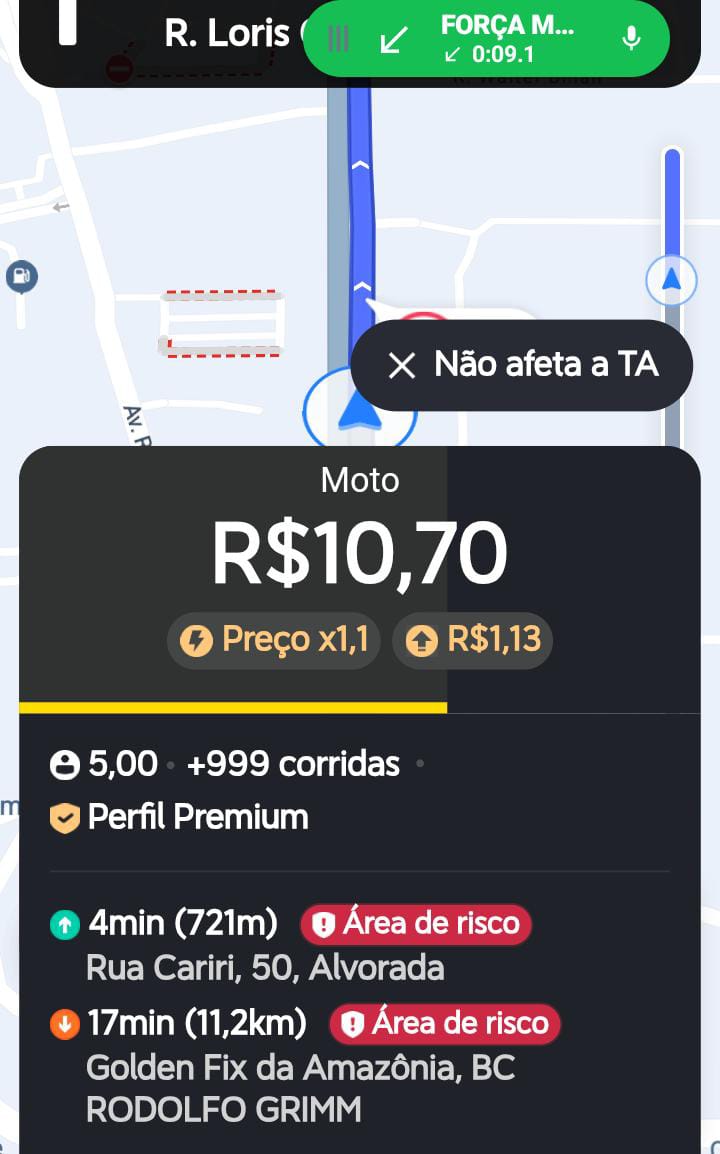 R. Loris
FORÇA M...
0:09.1
Não afeta a TA
Av.
Moto
R$10,70
Preço x1,1
R$1,13
5,00 • +999 corridas •
Perfil Premium
4min (721m)
Área de risco
Rua Cariri, 50, Alvorada
17min (11,2km)
Área de risco
Golden Fix da Amazônia, BC
RODOLFO GRIMM